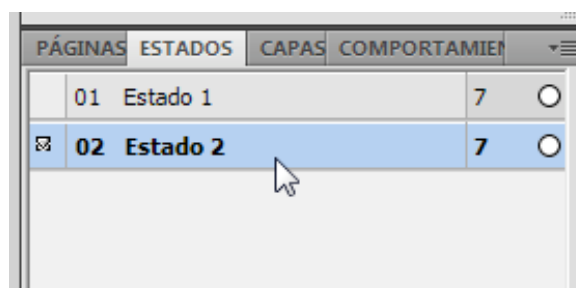 PÁGINAS ESTADOS CAPAS COMPORTAMIEN
01 Estado 1 7
02 Estado 2 7